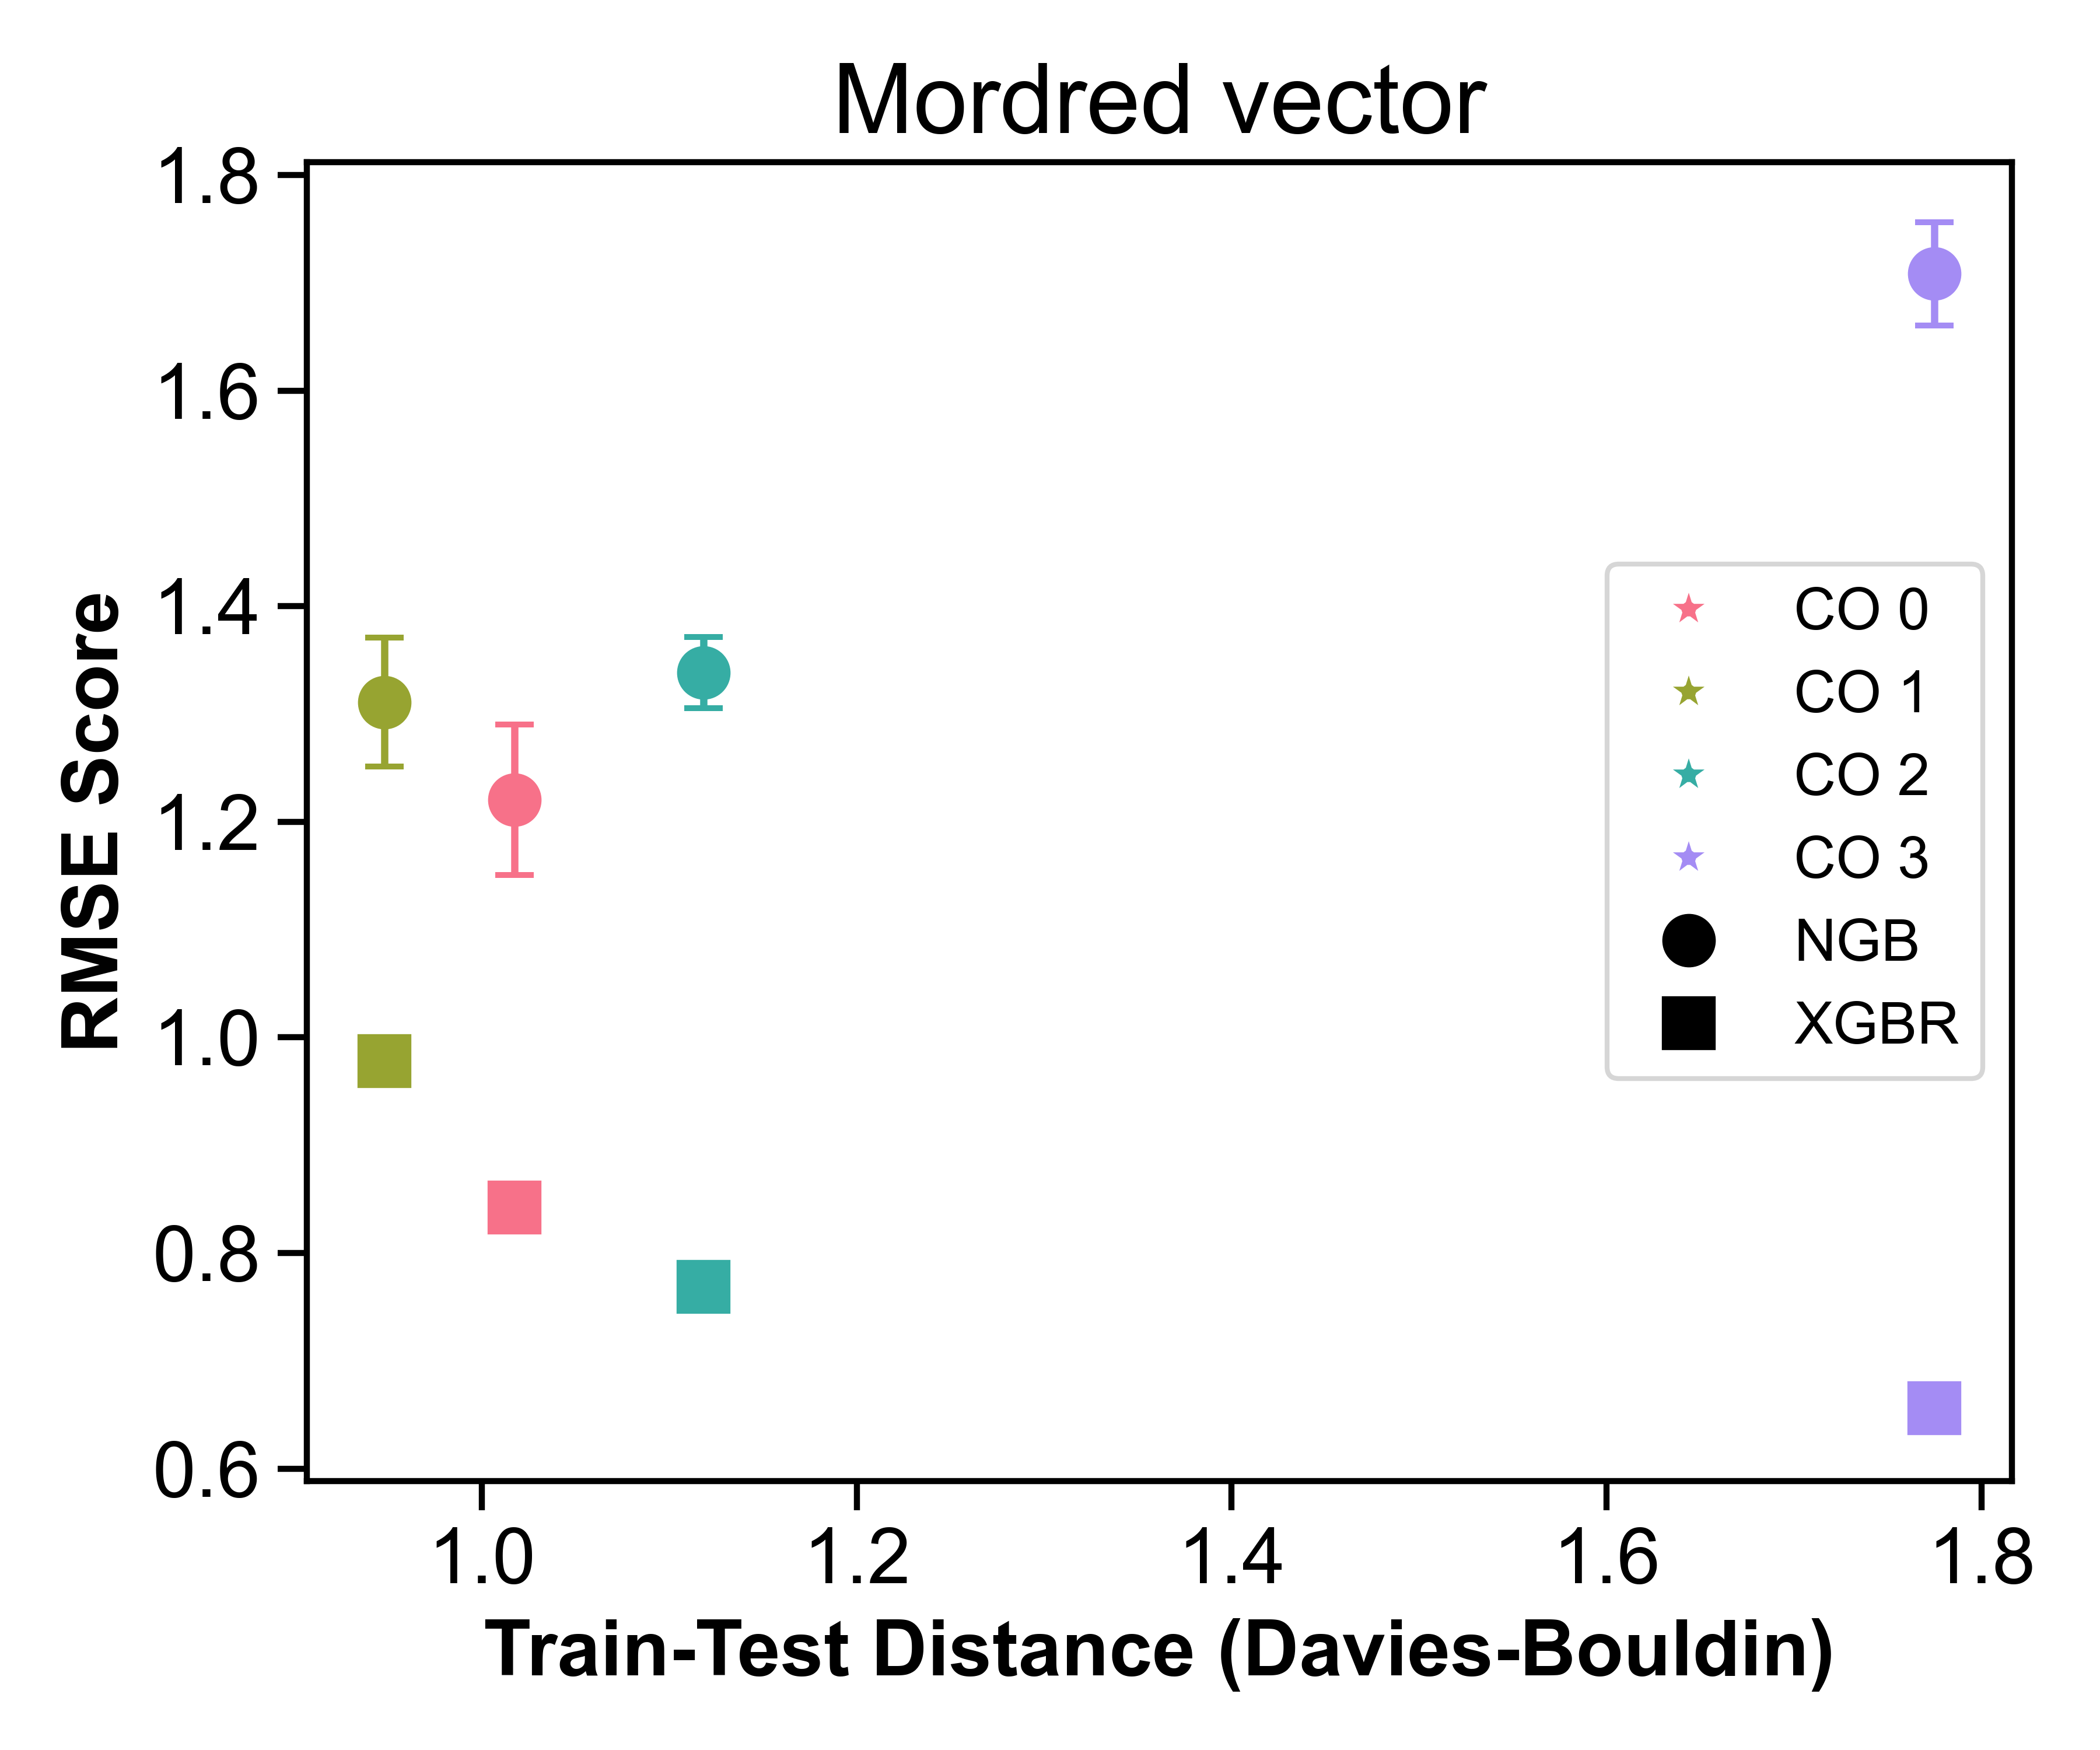 Mordred vector
1.8
1.6
1.4
1.2
1.0
0.8
0.6
RMSE Score
CO 0
CO 1
CO 2
CO 3
NGB
XGBR
1.0 1.2 1.4 1.6 1.8
Train-Test Distance (Davies-Bouldin)